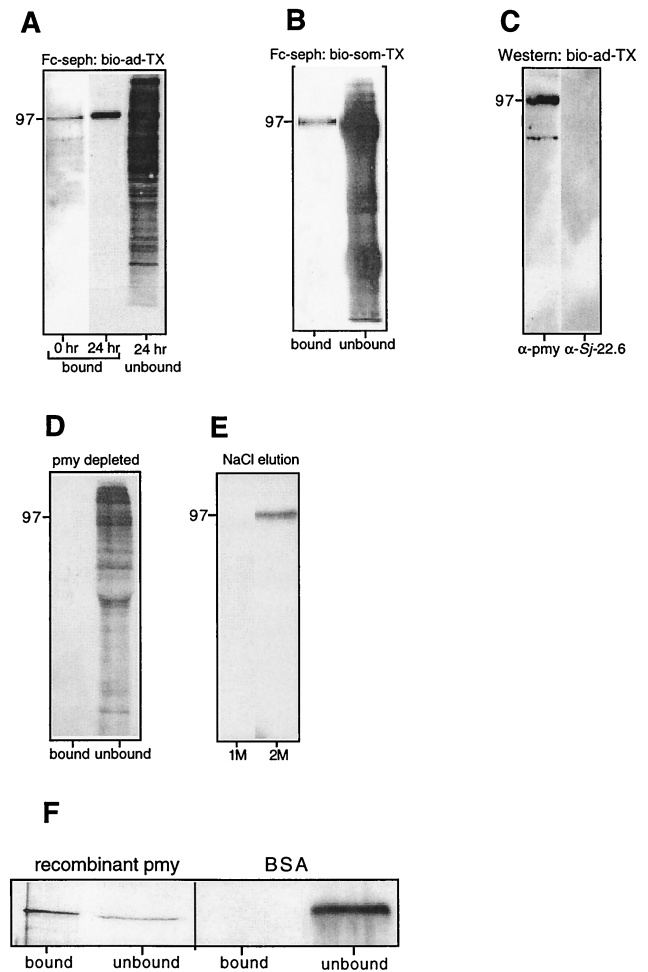 A
Fc-seph: bio-ad-TX
97
0 hr 24 hr 24 hr
bound unbound
B
Fc-seph: bio-som-TX
97
bound unbound
C
Western: bio-ad-TX
97
α-pmy α-Sj-22.6
D
pmy depleted
97
bound unbound
E
NaCl elution
97
1M 2M
F
recombinant pmy BSA
bound unbound bound unbound